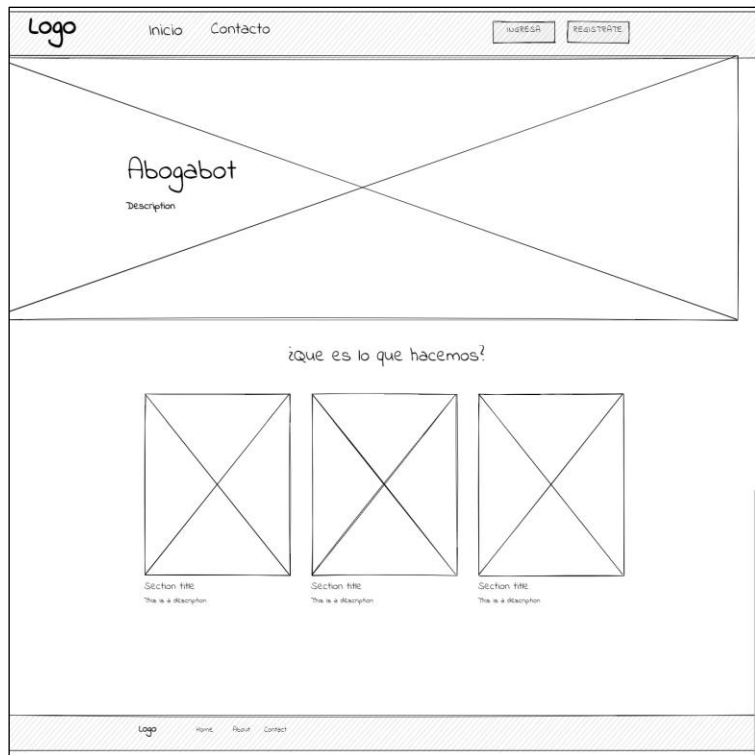 Logo Inicio Contacto INGRESA REGISTRATE
Abogabot
Description
¿Que es lo que hacemos?
Section title Section title Section title
This is a description This is a description This is a description
Logo Home About Contact